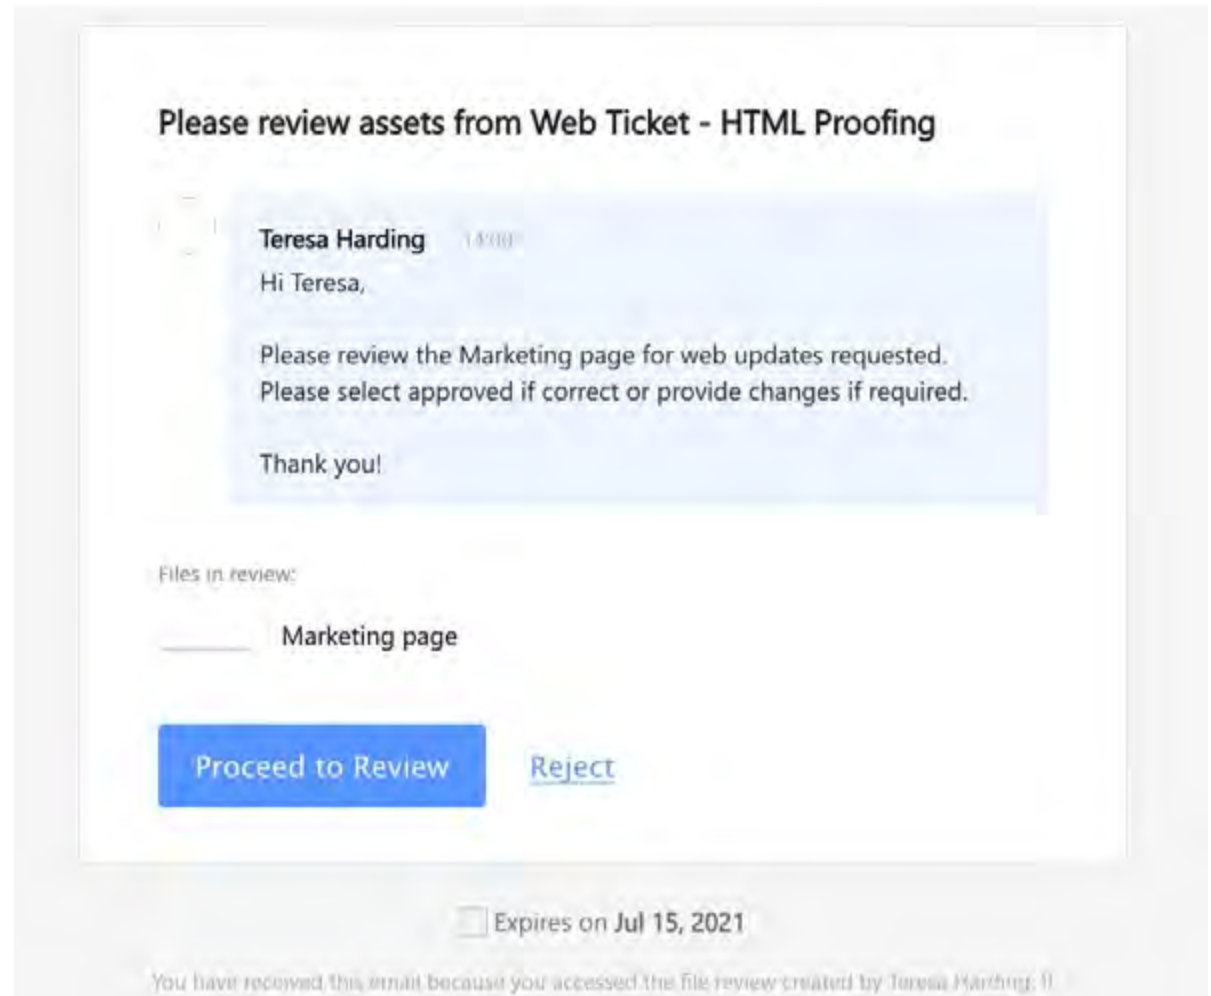 Please review assets from Web Ticket - HTML Proofing
Teresa Harding 14:00
Hi Teresa,
Please review the Marketing page for web updates requested.
Please select approved if correct or provide changes if required.
Thank you!
Files in review:
Marketing page
Proceed to Review Reject
Expires on Jul 15, 2021
You have received this email because you accessed the file review created by Teresa Harding.